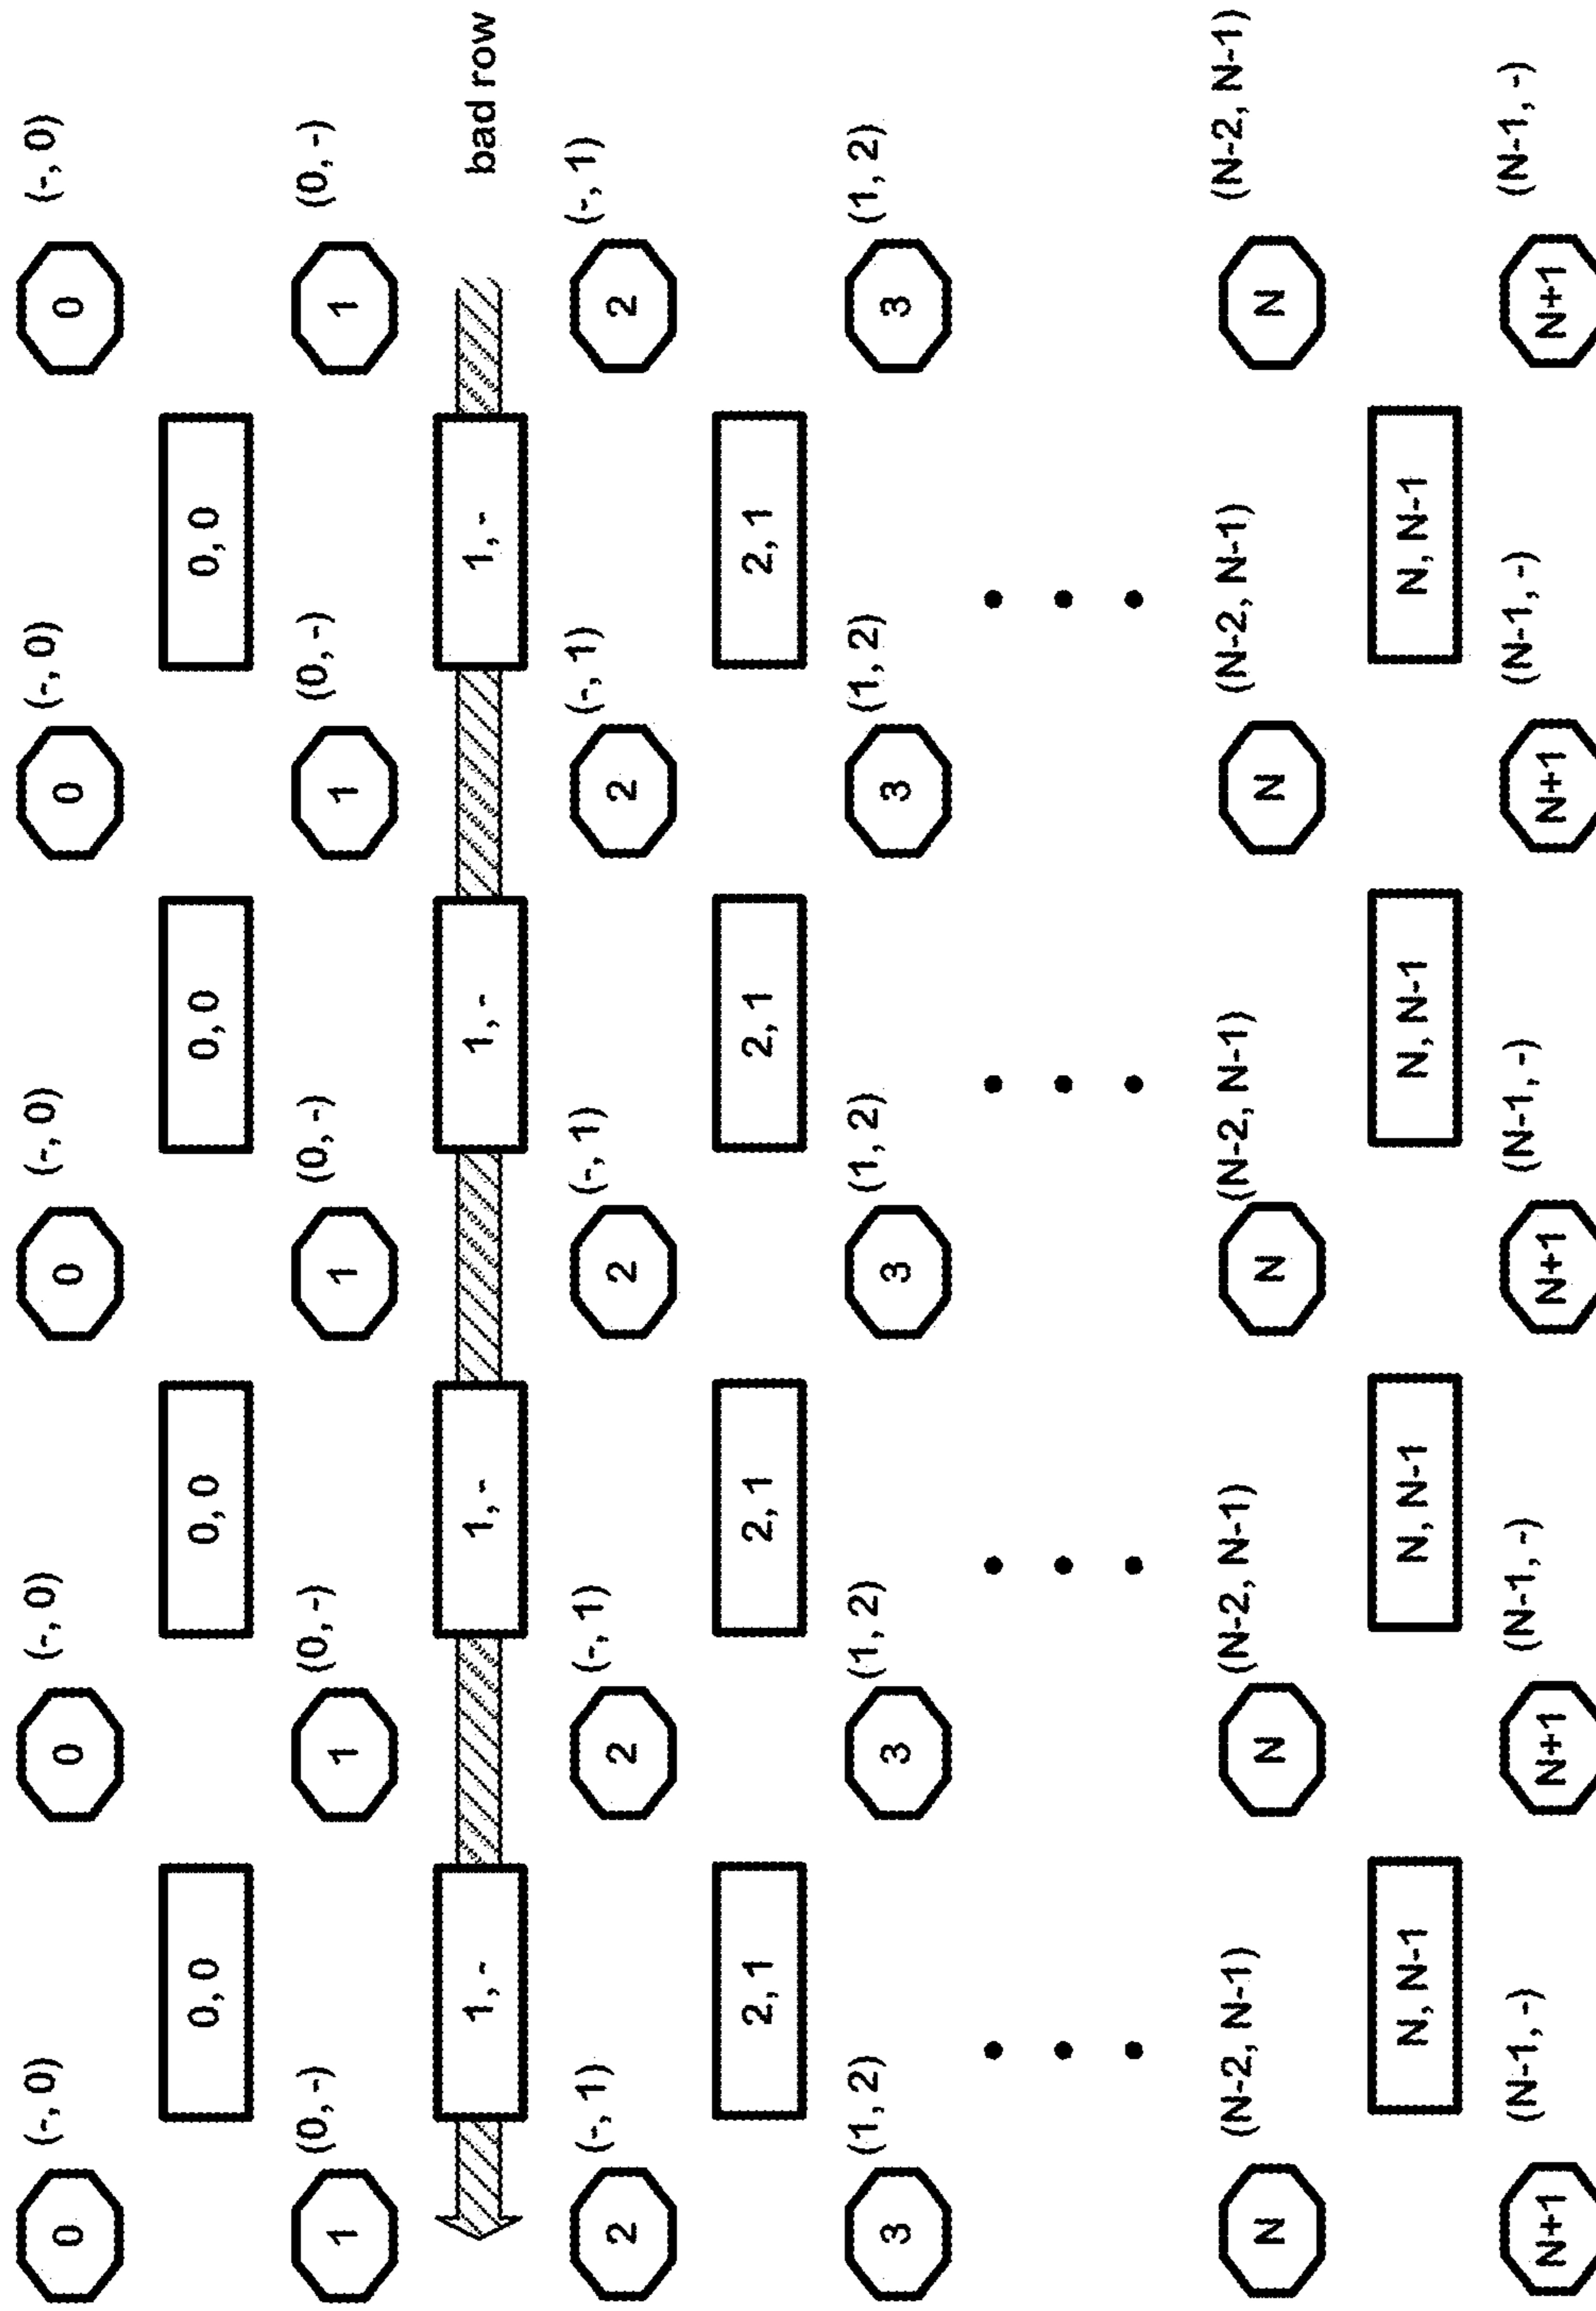 0 (-, 0) 0 (-, 0) 0 (-, 0) 0 (-, 0) 0 (-, 0)
0, 0 0, 0 0, 0 0, 0
1 (0, -) 1 (0, -) 1 (0, -) 1 (0, -) 1 (0, -)
1, - 1, - 1, - 1, - bad row
2 (-, 1) 2 (-, 1) 2 (-, 1) 2 (-, 1) 2 (-, 1)
2, 1 2, 1 2, 1 2, 1
3 (1, 2) 3 (1, 2) 3 (1, 2) 3 (1, 2) 3 (1, 2)
N (N-2, N-1) N (N-2, N-1) N (N-2, N-1) N (N-2, N-1) N (N-2, N-1)
N, N-1 N, N-1 N, N-1 N, N-1
N+1 (N-1, -) N+1 (N-1, -) N+1 (N-1, -) N+1 (N-1, -) N+1 (N-1, -)